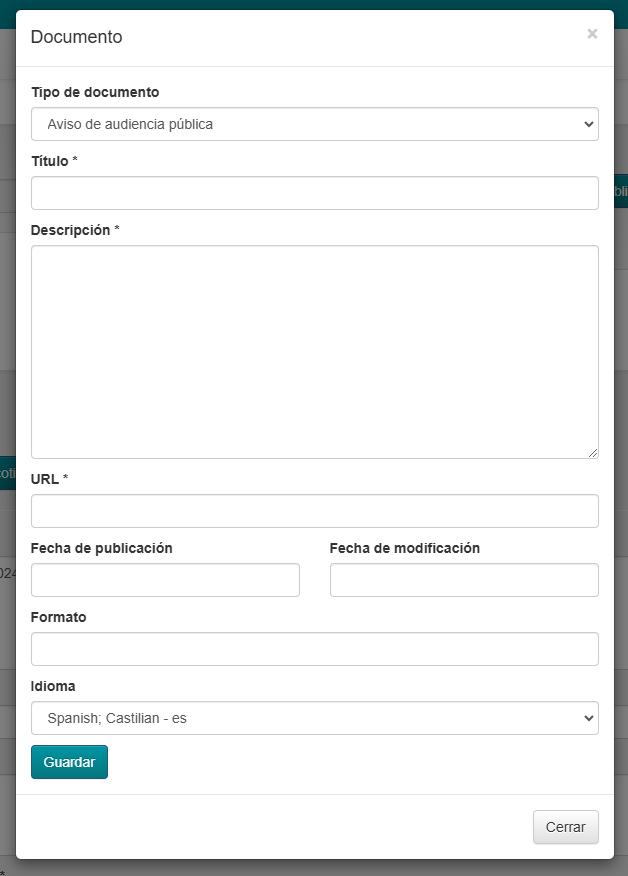 Documento
×
Tipo de documento
Aviso de audiencia pública
Título *
Descripción *
URL *
Fecha de publicación
Fecha de modificación
Formato
Idioma
Spanish; Castilian - es
Guardar
Cerrar